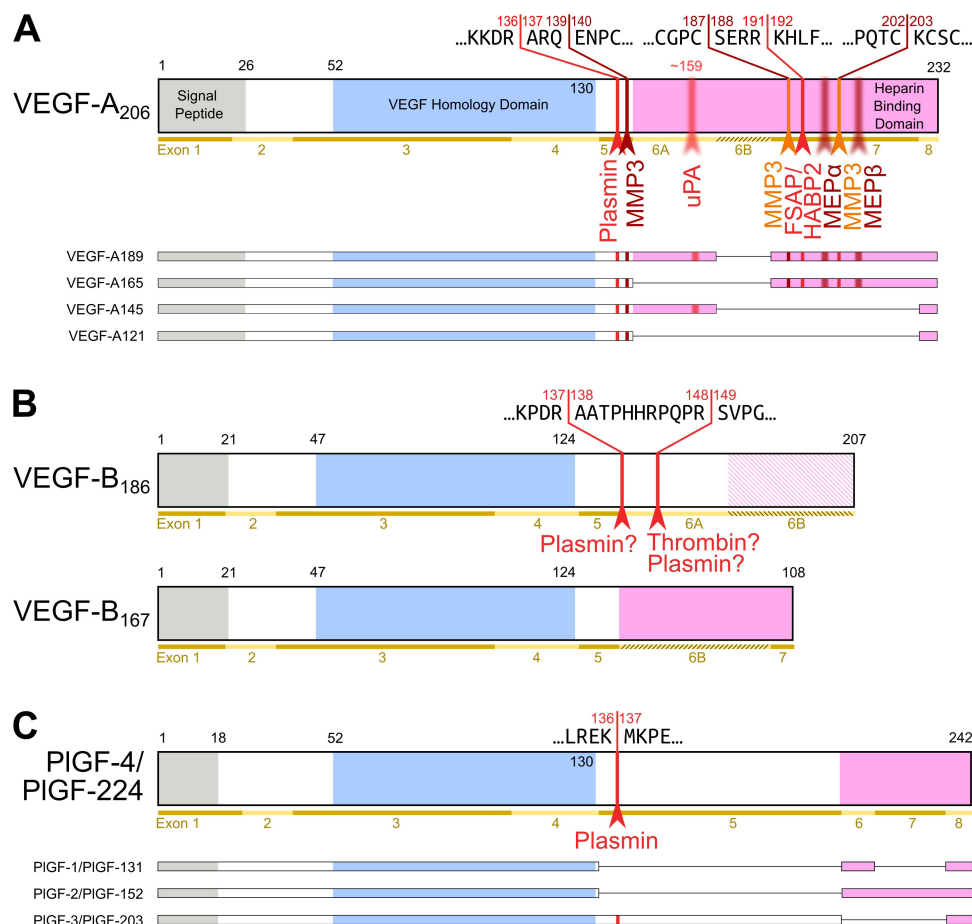 A
136 137 139 140 187 188 191 192 202 203
…KKDR ARQ ENPC… …CGPC SERR KHLF… …PQTC KCSC…
1 26 52 ~159 232
VEGF-A206
Signal Peptide
VEGF Homology Domain
130
Heparin Binding Domain
Exon 1 2 3 4 5 6A 6B 7 8
Plasmin
MMP3
uPA
MMP3
FSAP/
HABP2
MEPα
MMP3
MEPβ
VEGF-A189
VEGF-A165
VEGF-A145
VEGF-A121
B
137 138 148 149
…KPDR AATPHHRPQPR SVPG…
1 21 47 124 207
VEGF-B186
Exon 1 2 3 4 5 6A 6B
Plasmin? Thrombin?
Plasmin?
1 21 47 124 108
VEGF-B167
Exon 1 2 3 4 5 6B 7
C
136 137
…LREK MKPE…
1 18 52 130 242
PlGF-4/
PlGF-224
Exon 1 2 3 4 5 6 7 8
Plasmin
PlGF-1/PlGF-131
PlGF-2/PlGF-152
PlGF-3/PlGF-203